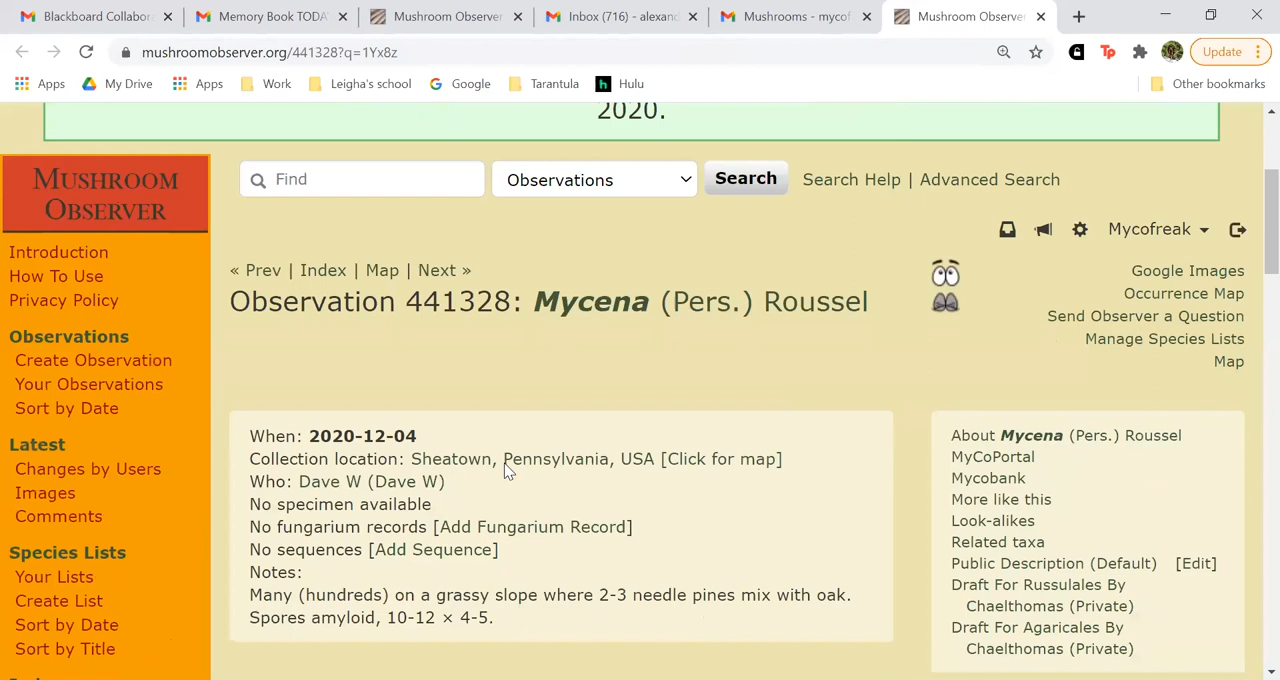 Blackboard Collabora
Memory Book TODA
Mushroom Observer
Inbox (716) - alexan
Mushrooms - mycof
Mushroom Observe
mushroomobserver.org/441328?q=1Yx8z
Update
Apps
My Drive
Apps
Work
Leigha's school
Google
Tarantula
Hulu
Other bookmarks
2020.
MUSHROOM
OBSERVER
Find
Observations
Search
Search Help | Advanced Search
Mycofreak
Introduction
How To Use
Privacy Policy
Observations
Create Observation
Your Observations
Sort by Date
Latest
Changes by Users
Images
Comments
Species Lists
Your Lists
Create List
Sort by Date
Sort by Title
« Prev | Index | Map | Next »
Observation 441328: Mycena (Pers.) Roussel
Google Images
Occurrence Map
Send Observer a Question
Manage Species Lists
Map
When: 2020-12-04
Collection location: Sheatown, Pennsylvania, USA [Click for map]
Who: Dave W (Dave W)
No specimen available
No fungarium records [Add Fungarium Record]
No sequences [Add Sequence]
Notes:
Many (hundreds) on a grassy slope where 2-3 needle pines mix with oak.
Spores amyloid, 10-12 × 4-5.
About Mycena (Pers.) Roussel
MyCoPortal
Mycobank
More like this
Look-alikes
Related taxa
Public Description (Default) [Edit]
Draft For Russulales By
Chaelthomas (Private)
Draft For Agaricales By
Chaelthomas (Private)